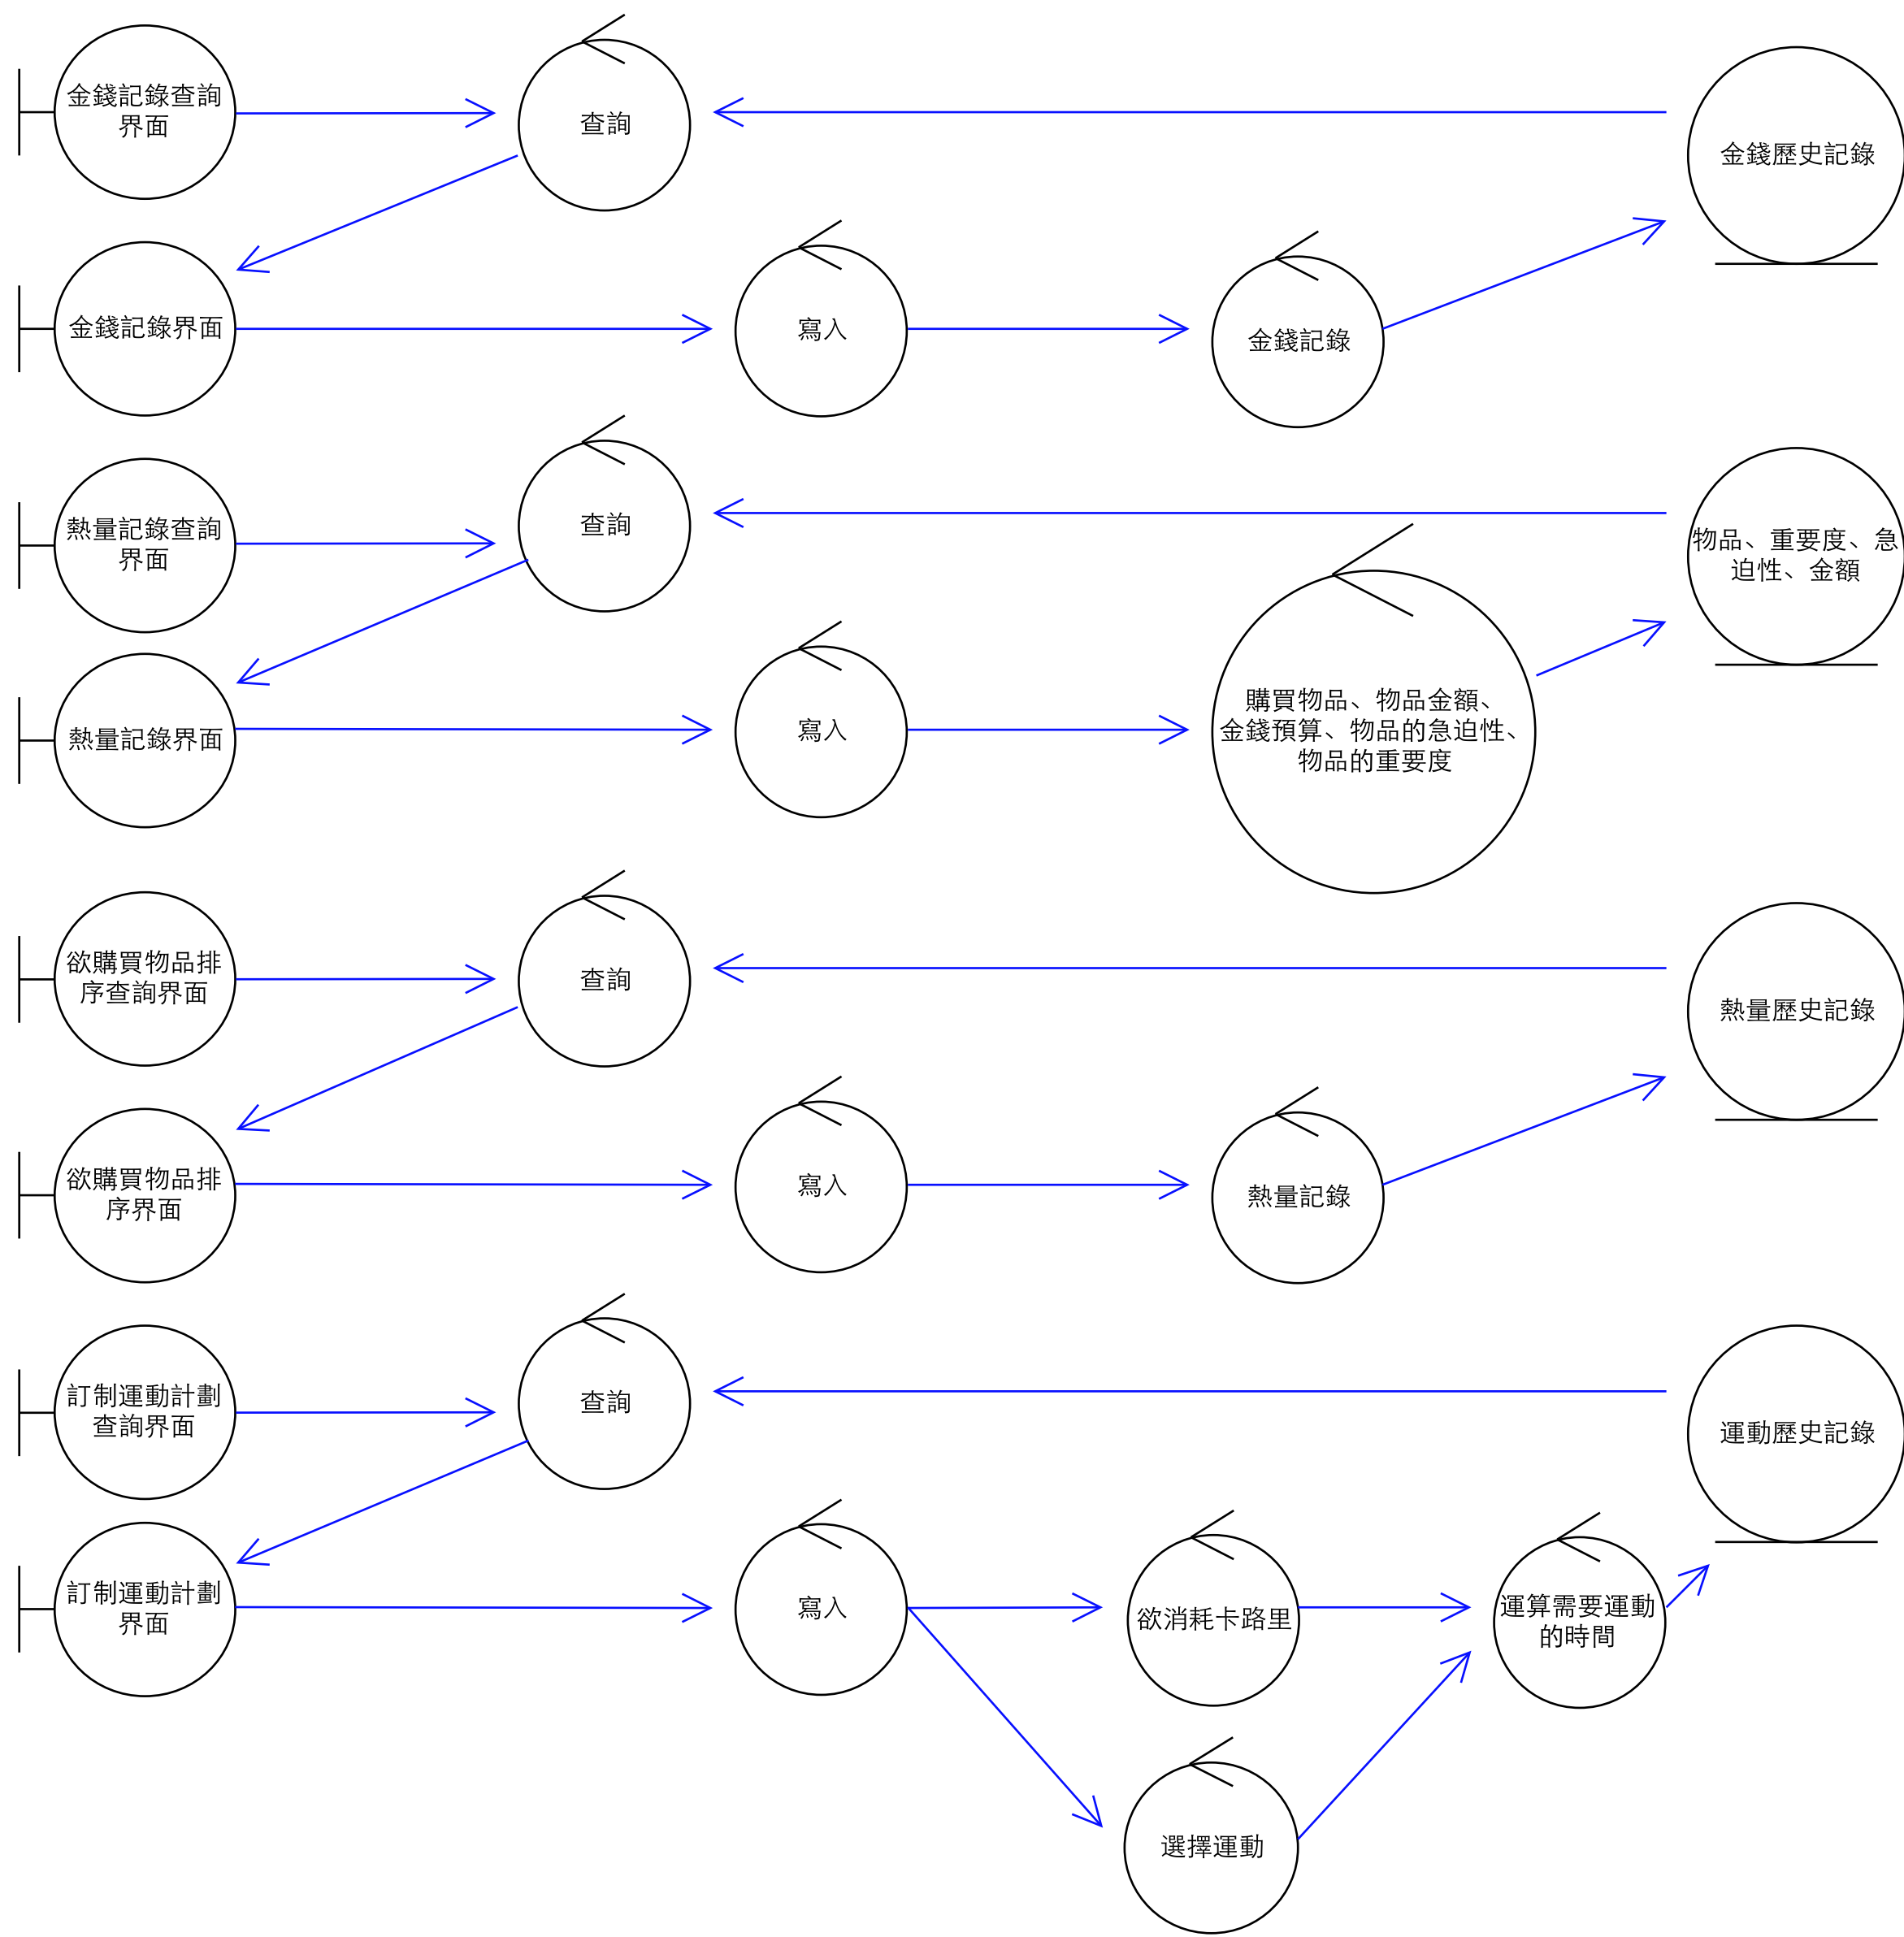 金錢記錄查詢
界面
查詢
金錢歷史記錄
金錢記錄界面
寫入
金錢記錄
熱量記錄查詢
界面
查詢
物品、重要度、急
迫性、金額
熱量記錄界面
寫入
購買物品、物品金額、
金錢預算、物品的急迫性、
物品的重要度
欲購買物品排
序查詢界面
查詢
熱量歷史記錄
欲購買物品排
序界面
寫入
熱量記錄
訂制運動計劃
查詢界面
查詢
運動歷史記錄
訂制運動計劃
界面
寫入
欲消耗卡路里
運算需要運動
的時間
選擇運動